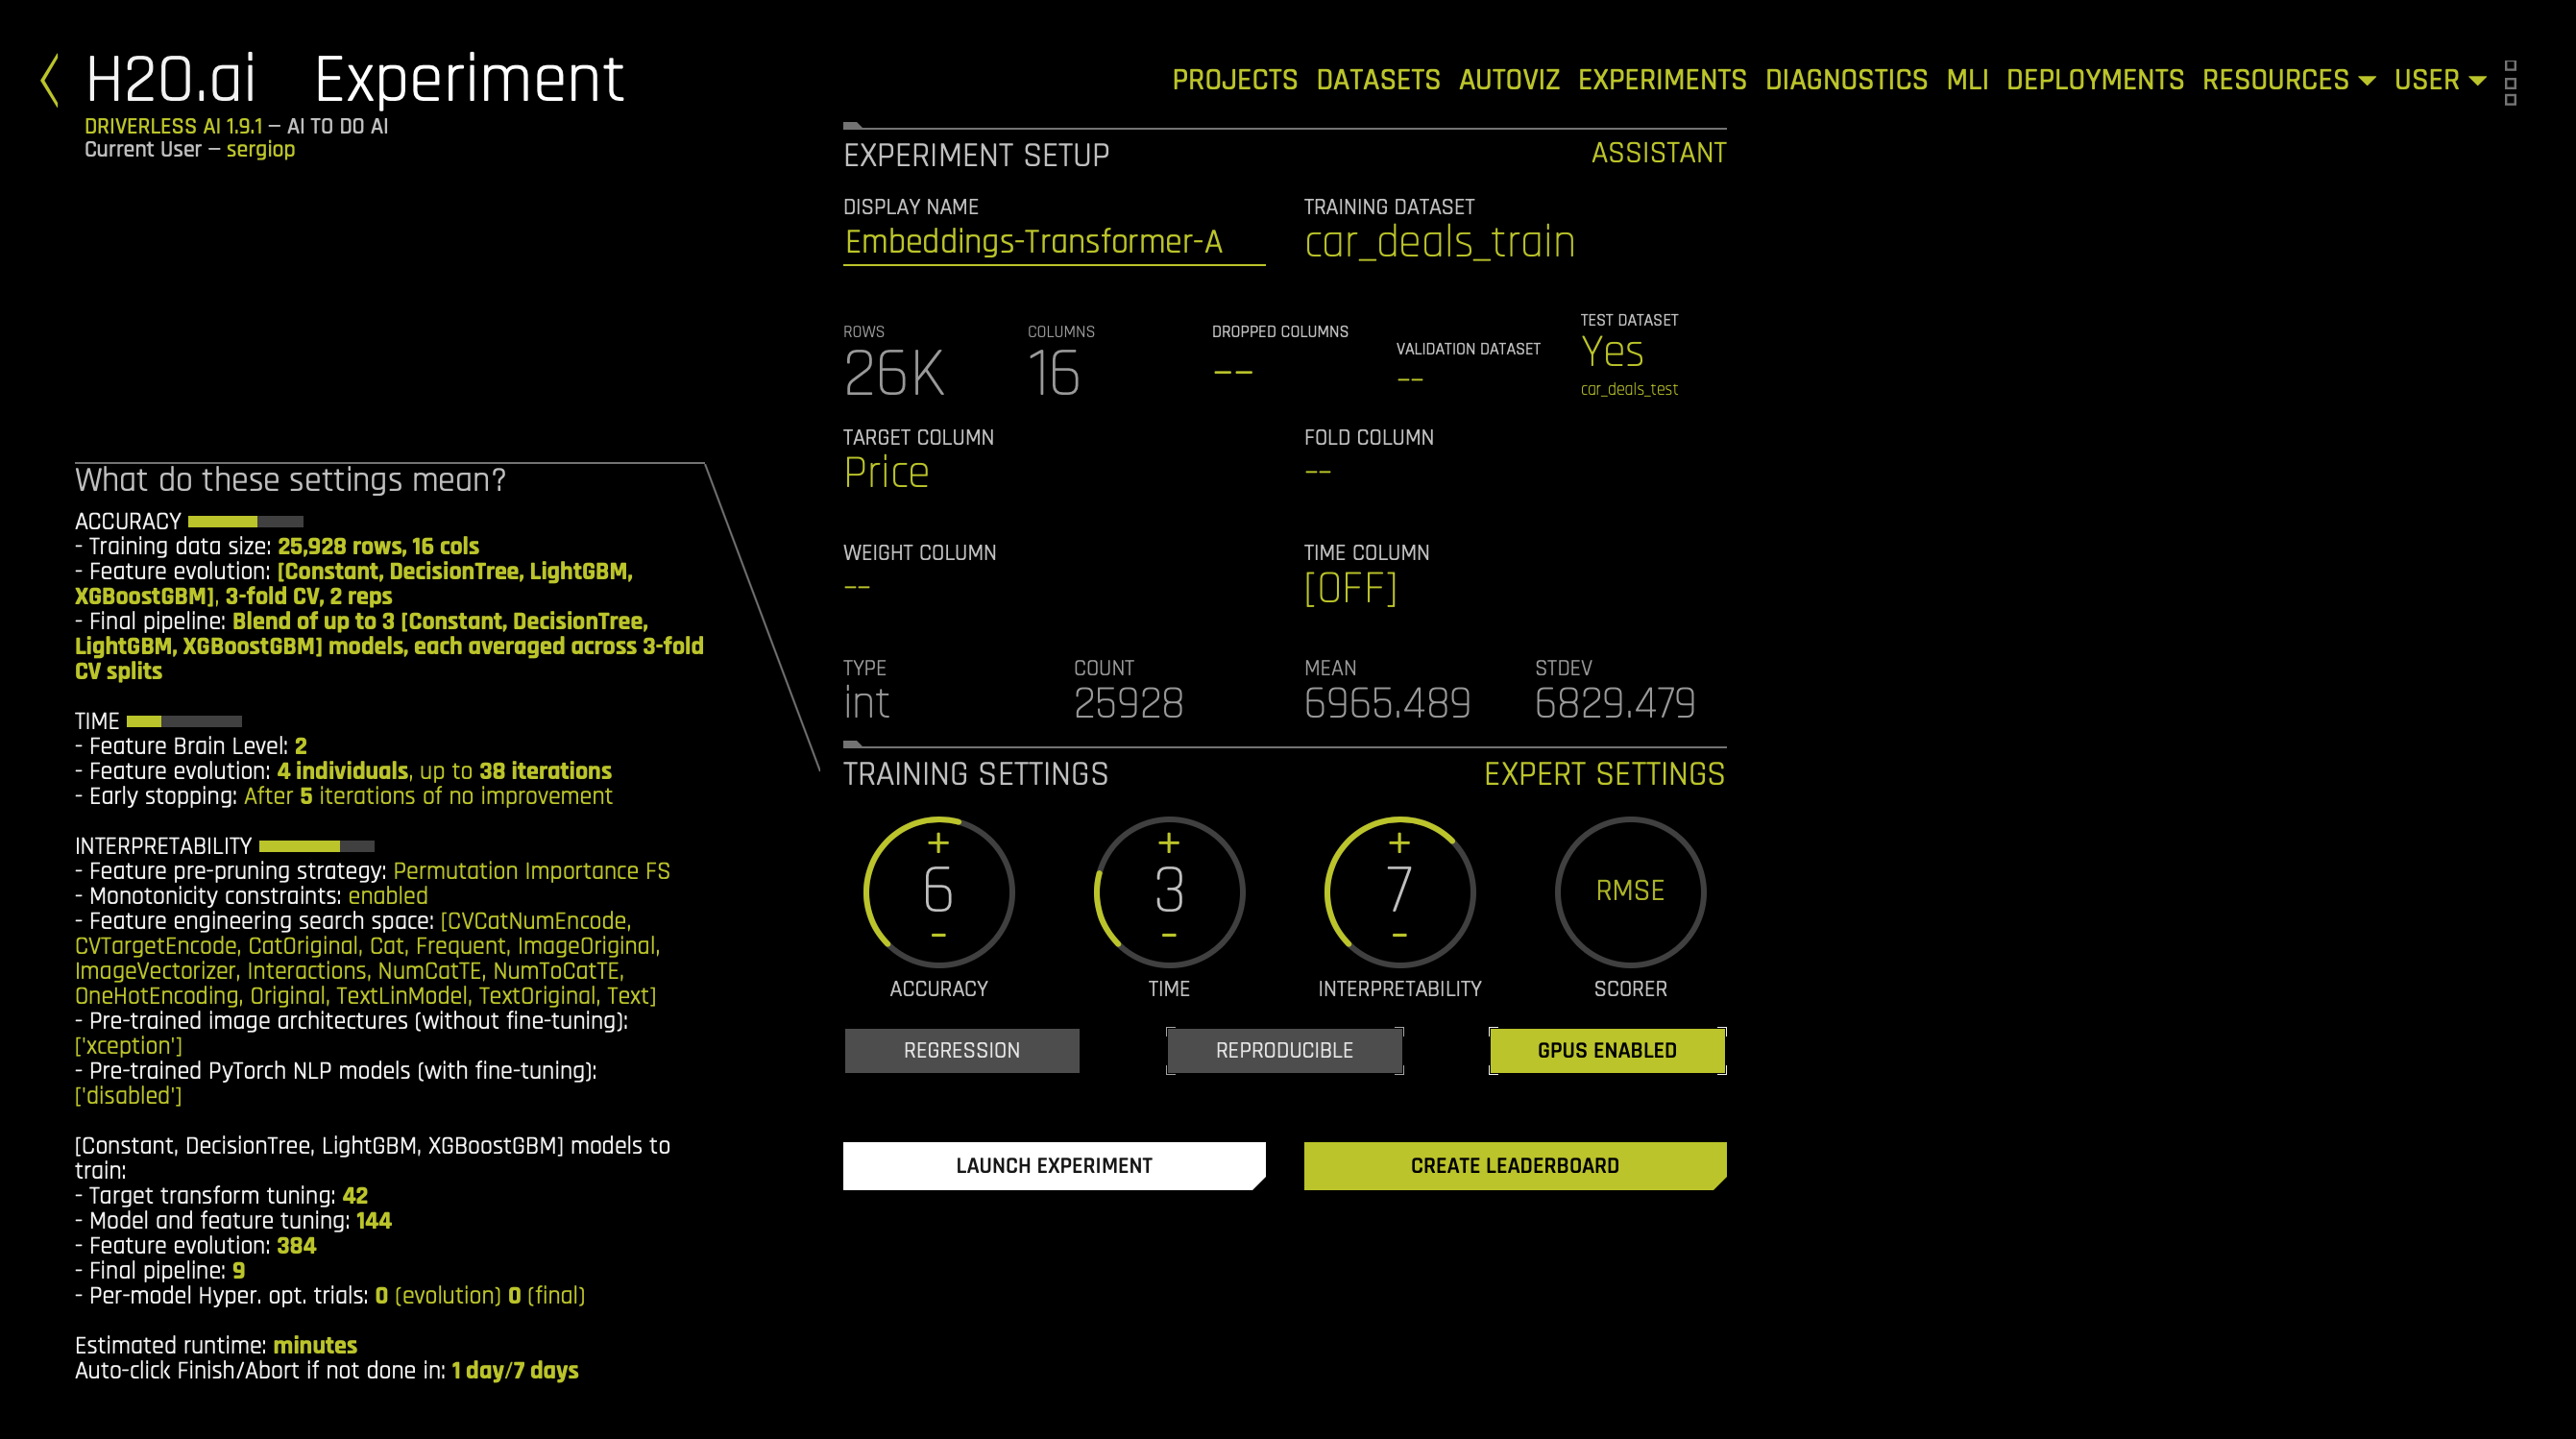 H2O.ai Experiment
DRIVERLESS AI 1.9.1 – AI TO DO AI
Current User – sergiop
PROJECTS DATASETS AUTOVIZ EXPERIMENTS DIAGNOSTICS MLI DEPLOYMENTS RESOURCES USER
What do these settings mean?
ACCURACY
- Training data size: 25,928 rows, 16 cols
- Feature evolution: [Constant, DecisionTree, LightGBM,
XGBoostGBM], 3-fold CV, 2 reps
- Final pipeline: Blend of up to 3 [Constant, DecisionTree,
LightGBM, XGBoostGBM] models, each averaged across 3-fold
CV splits
TIME
- Feature Brain Level: 2
- Feature evolution: 4 individuals, up to 38 iterations
- Early stopping: After 5 iterations of no improvement
INTERPRETABILITY
- Feature pre-pruning strategy: Permutation Importance FS
- Monotonicity constraints: enabled
- Feature engineering search space: [CVCatNumEncode,
CVTargetEncode, CatOriginal, Cat, Frequent, ImageOriginal,
ImageVectorizer, Interactions, NumCatTE, NumToCatTE,
OneHotEncoding, Original, TextLinModel, TextOriginal, Text]
- Pre-trained image architectures (without fine-tuning):
['xception']
- Pre-trained PyTorch NLP models (with fine-tuning):
['disabled']
[Constant, DecisionTree, LightGBM, XGBoostGBM] models to
train:
- Target transform tuning: 42
- Model and feature tuning: 144
- Feature evolution: 384
- Final pipeline: 9
- Per-model Hyper. opt. trials: 0 (evolution) 0 (final)
Estimated runtime: minutes
Auto-click Finish/Abort if not done in: 1 day/7 days
EXPERIMENT SETUP ASSISTANT
DISPLAY NAME TRAINING DATASET
Embeddings-Transformer-A car_deals_train
ROWS COLUMNS DROPPED COLUMNS VALIDATION DATASET TEST DATASET
26K 16 -- -- Yes
car_deals_test
TARGET COLUMN FOLD COLUMN
Price --
WEIGHT COLUMN TIME COLUMN
-- [OFF]
TYPE COUNT MEAN STDEV
int 25928 6965.489 6829.479
TRAINING SETTINGS EXPERT SETTINGS
+ + +
6 3 7 RMSE
- - -
ACCURACY TIME INTERPRETABILITY SCORER
REGRESSION REPRODUCIBLE GPUS ENABLED
LAUNCH EXPERIMENT CREATE LEADERBOARD